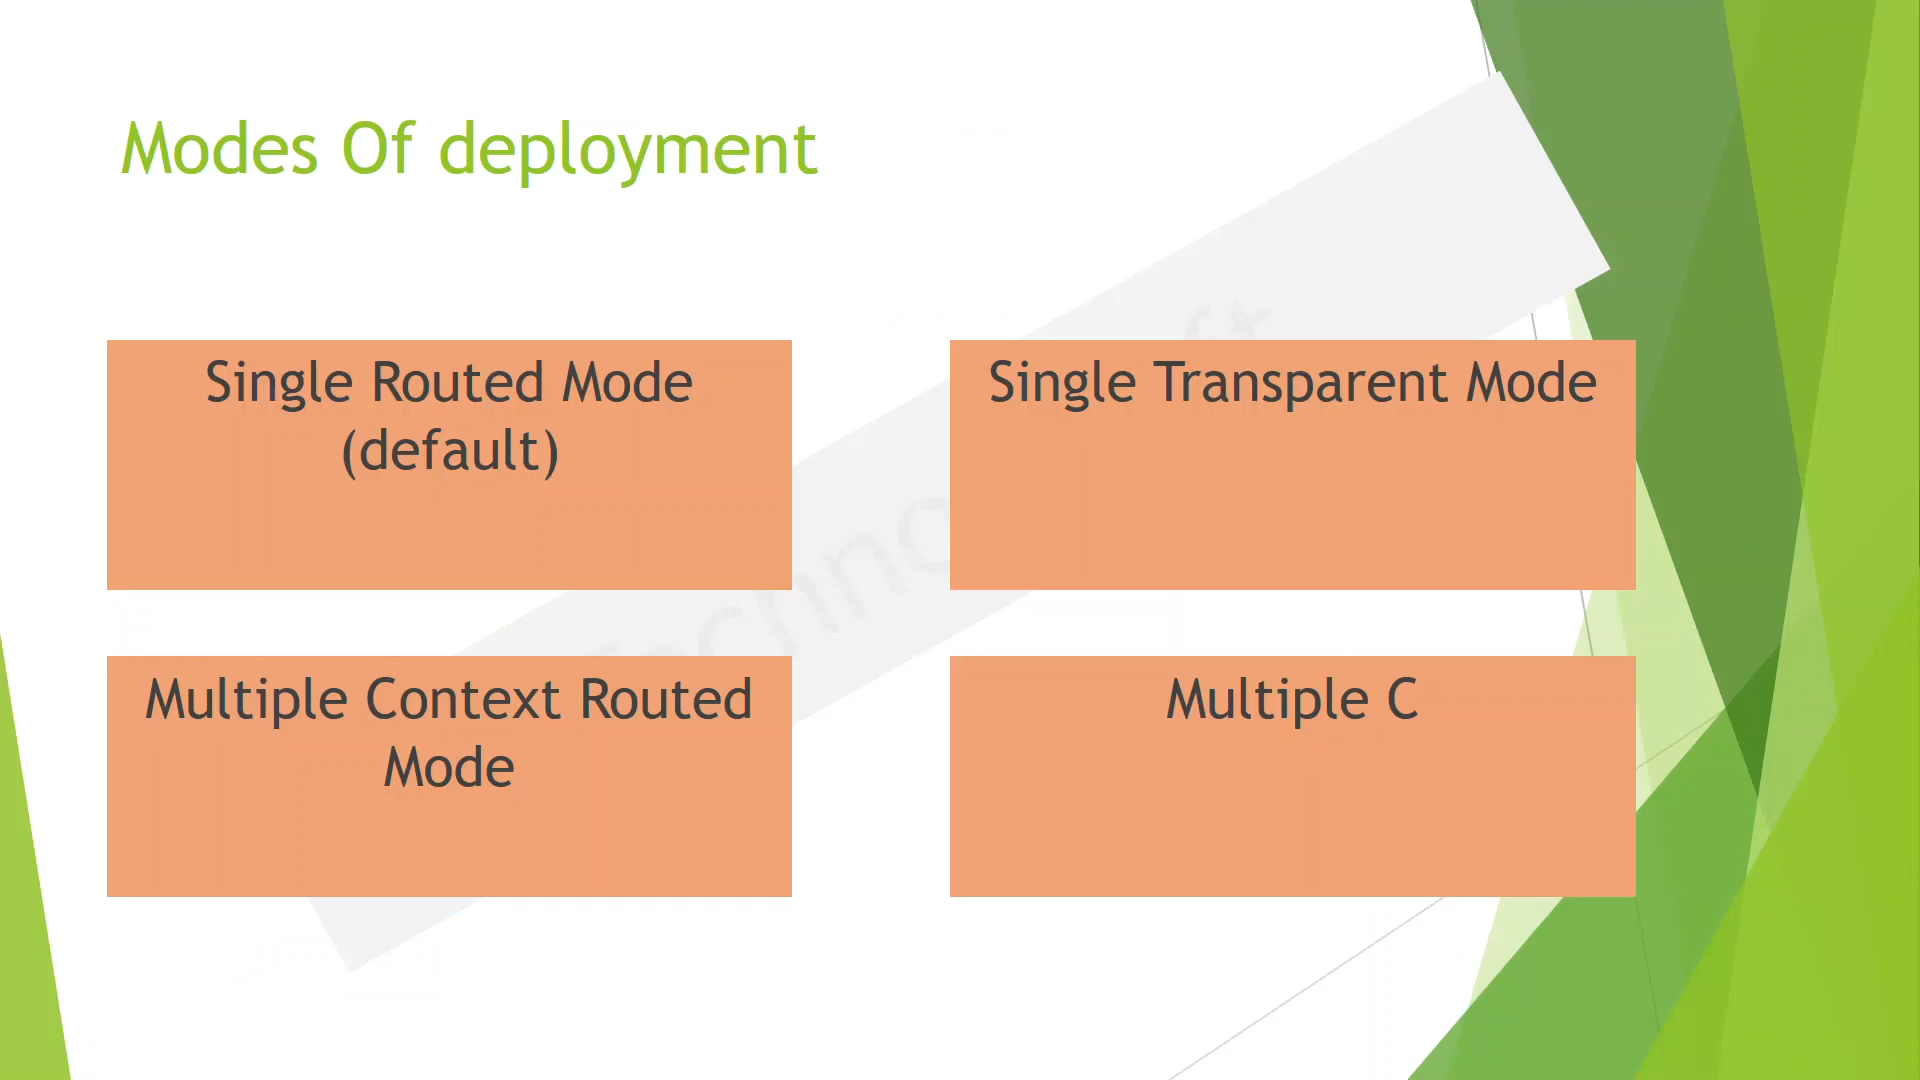 Modes Of deployment
Single Routed Mode
(default)
Single Transparent Mode
Multiple Context Routed
Mode
Multiple C